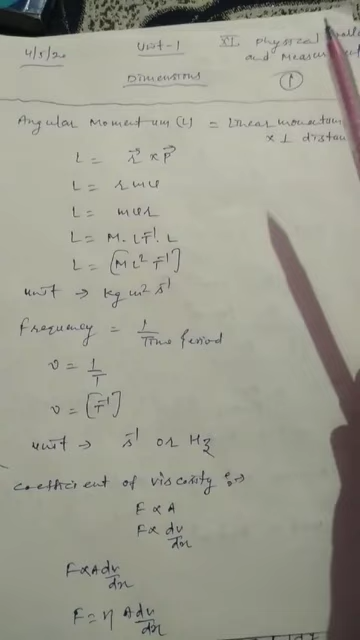 4/5/20 Unit-1 XI Physical
and Measur
Dimensions
1
Angular Momentum (L) = Linear momentum
x ⊥ distan
L = r⃗ x p⃗
L = rmv
L = mvr
L = M. LT⁻¹. L
L = [ML²T⁻¹]
unit → kg m² s⁻¹
Frequency = 1/Time Period
υ = 1/T
υ = [T⁻¹]
unit → s⁻¹ or Hz
coefficient of viscosity :→
F ∝ A
F ∝ dv/dx
F ∝ A dv/dx
F = η A dv/dx